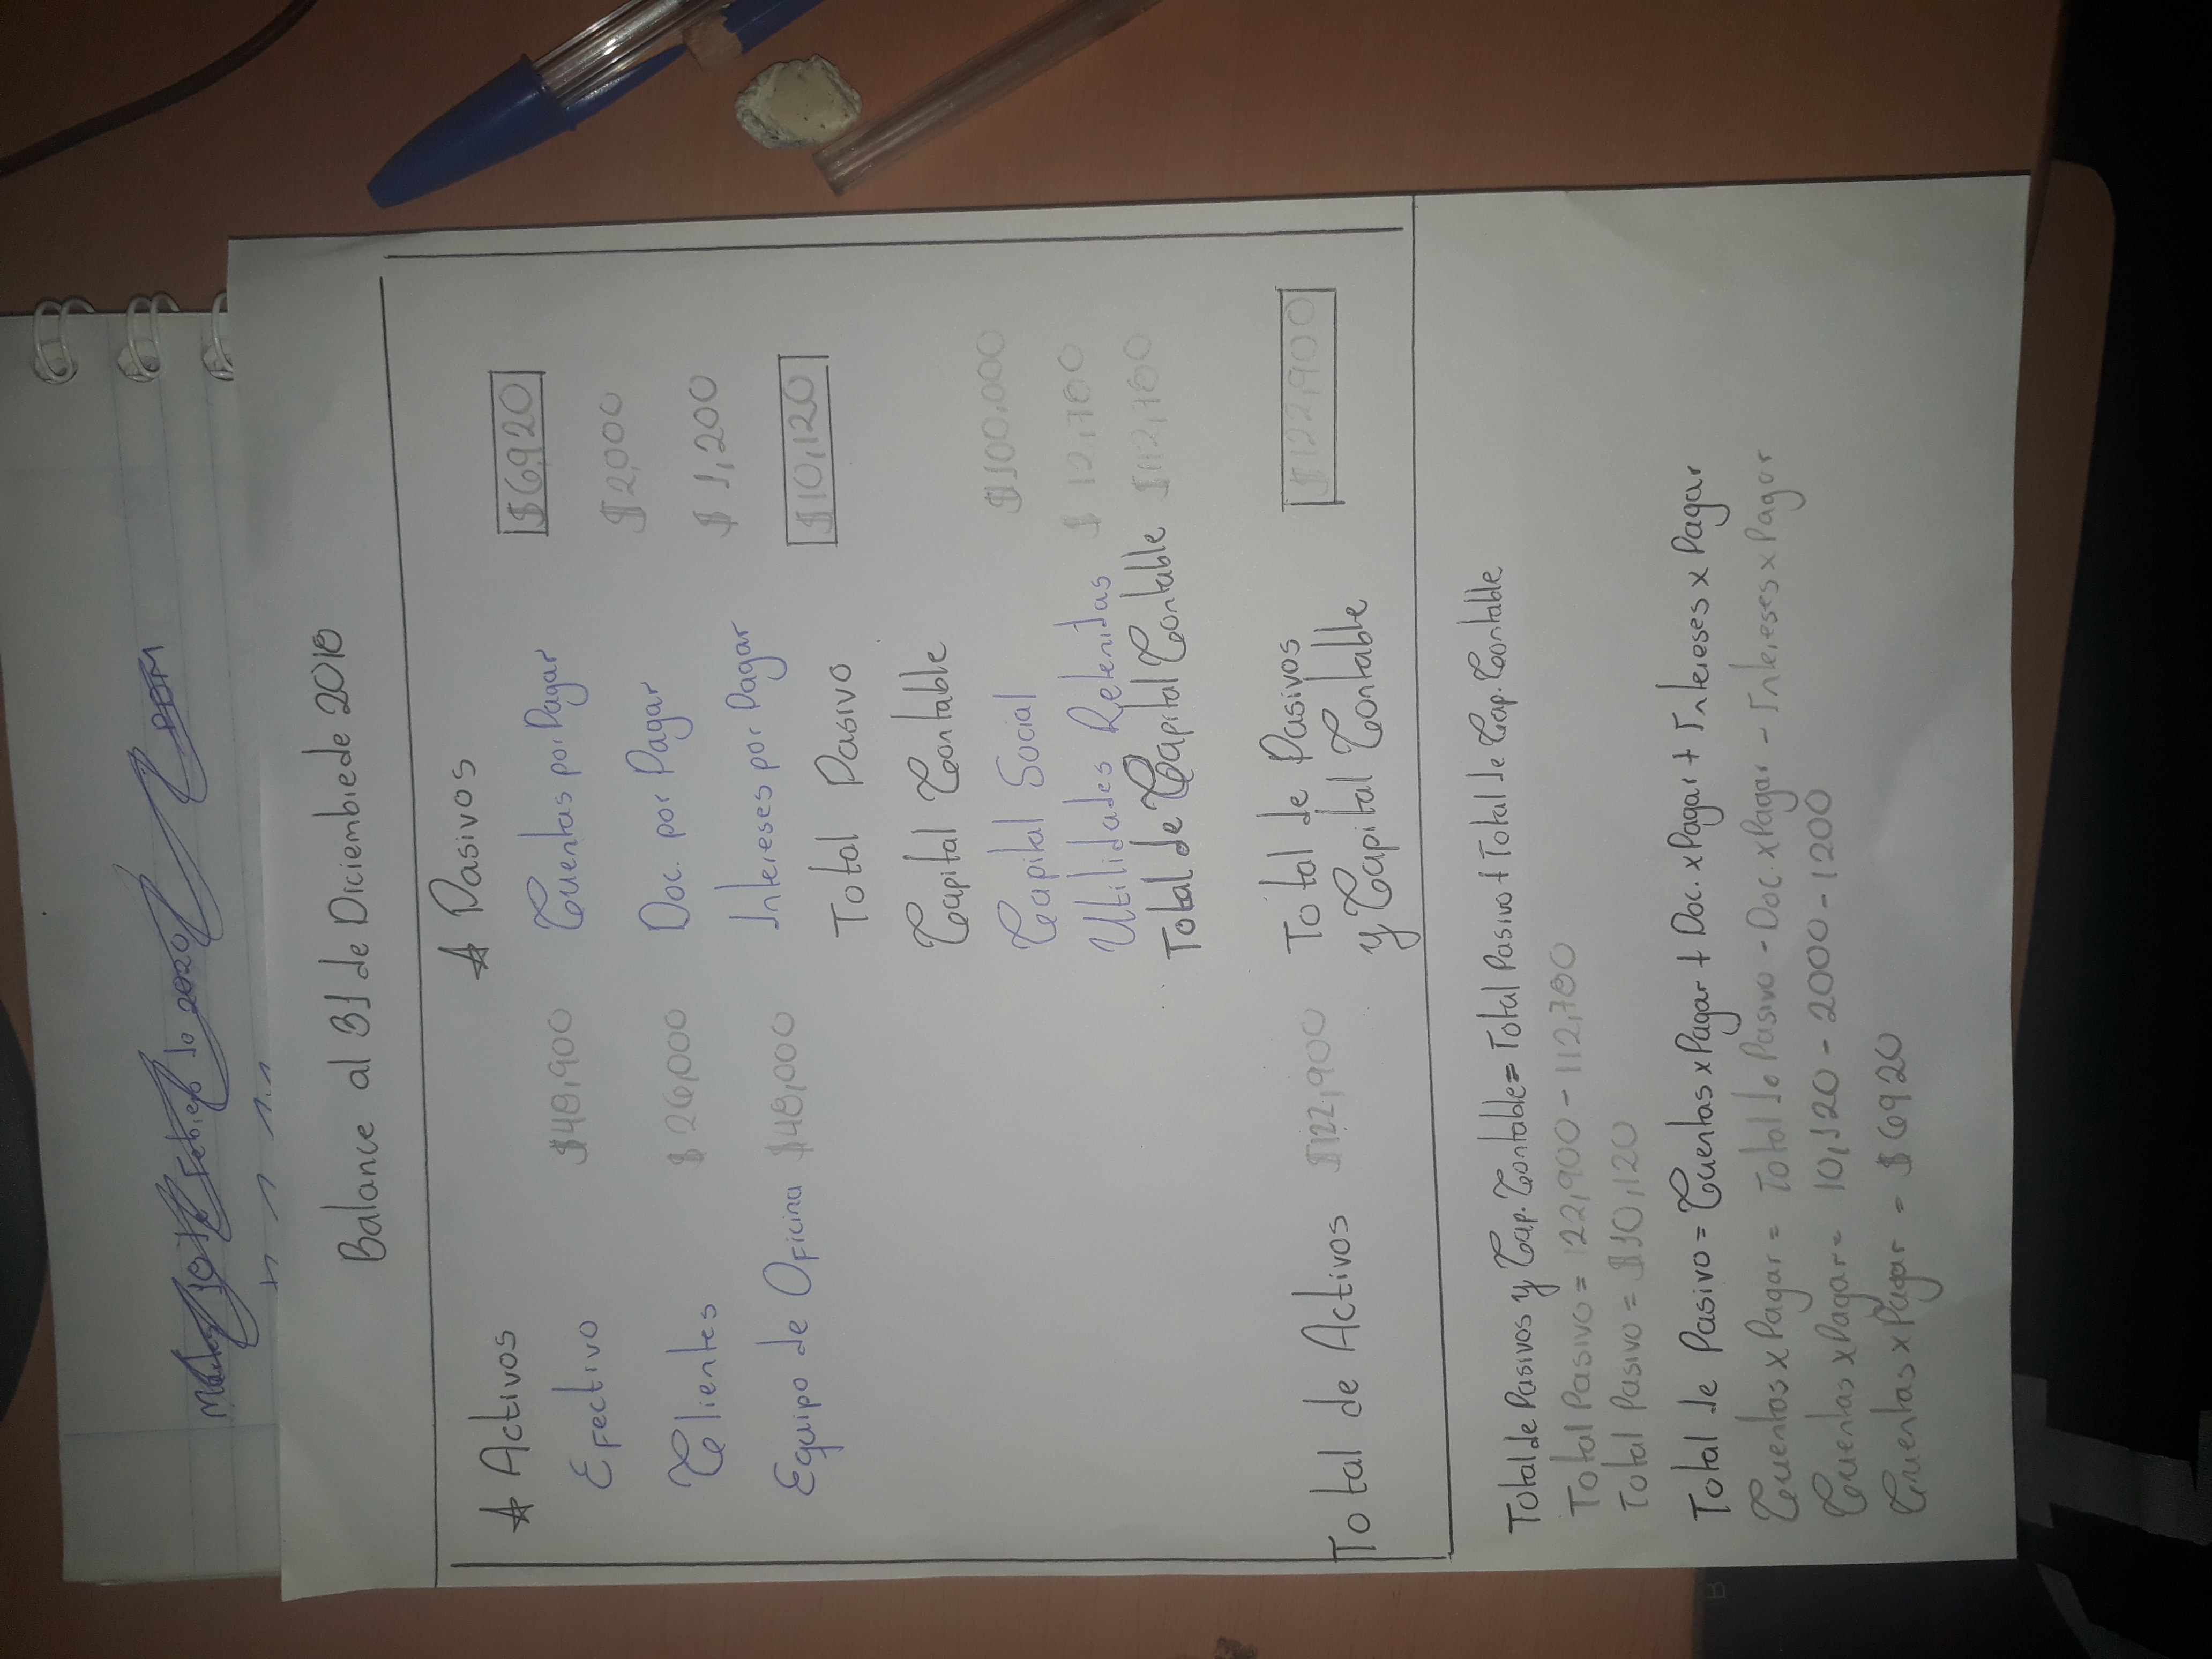 Martes 18 de Febrero de 2020 PDM
Balance al 31 de Diciembre de 2018
Activos
Pasivos
Efectivo $48,900
Cuentas por Pagar $6920
Clientes $26,000
Doc. por Pagar $2,000
Equipo de Oficina $48,000
Intereses por Pagar $1,200
Total Pasivo $10,120
Capital Contable
Capital Social $100,000
Utilidades Retenidas $12,780
Total de Capital Contable $112,780
Total de Activos $122,900
Total de Pasivos
y Capital Contable $122,900
Total de Pasivos y Cap. Contable = Total Pasivo + Total de Cap. Contable
Total Pasivo = 122,900 - 112,780
Total Pasivo = $10,120
Total de Pasivo = Cuentas x Pagar + Doc. x Pagar + Intereses x Pagar
Cuentas x Pagar = Total de Pasivo - Doc. x Pagar - Intereses x Pagar
Cuentas x Pagar = 10,120 - 2000 - 1200
Cuentas x Pagar = $6920